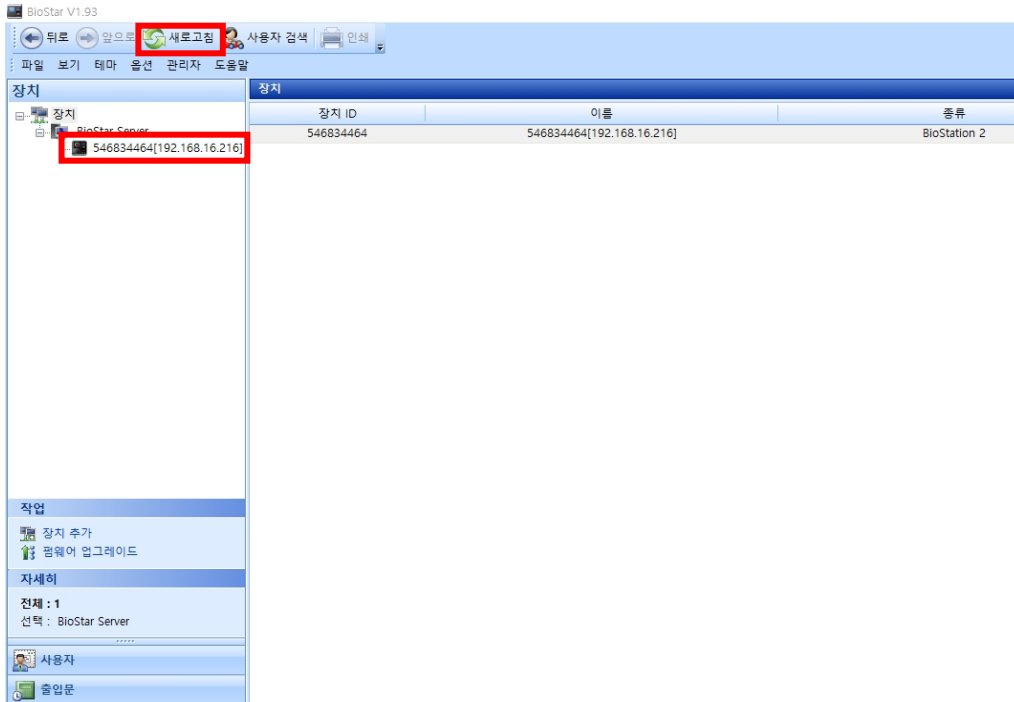 BioStar V1.93
뒤로 앞으로 새로고침 사용자 검색 인쇄
파일 보기 테마 옵션 관리자 도움말
장치
장치
BioStar Server
546834464[192.168.16.216]
장치
장치 ID 이름 종류
546834464 546834464[192.168.16.216] BioStation 2
작업
장치 추가
펌웨어 업그레이드
자세히
전체 : 1
선택 : BioStar Server
사용자
출입문